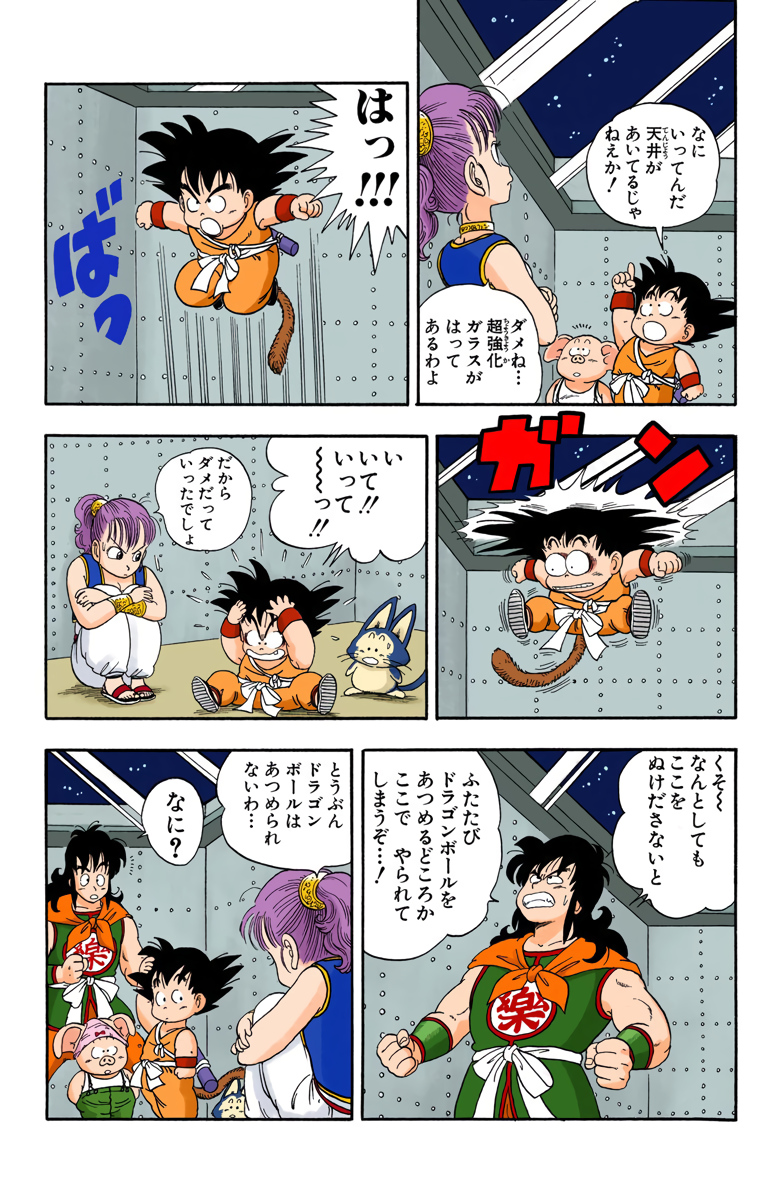 なに
いってんだ
天井が
あいてるじゃ
ねえか！
ダメね…
超強化
ガラスが
はって
あるわよ
はっ!!!
ばっ
ガン
い
いて!!
いって
〜〜っ!!
だから
ダメだって
いったでしょ
くそ〜
なんとしても
ここを
ぬけださないと
ふたたび
ドラゴンボールを
あつめるどころか
ここで やられて
しまうぞ…！
楽
とうぶん
ドラゴン
ボールは
あつめられ
ないわ…
なに？
楽